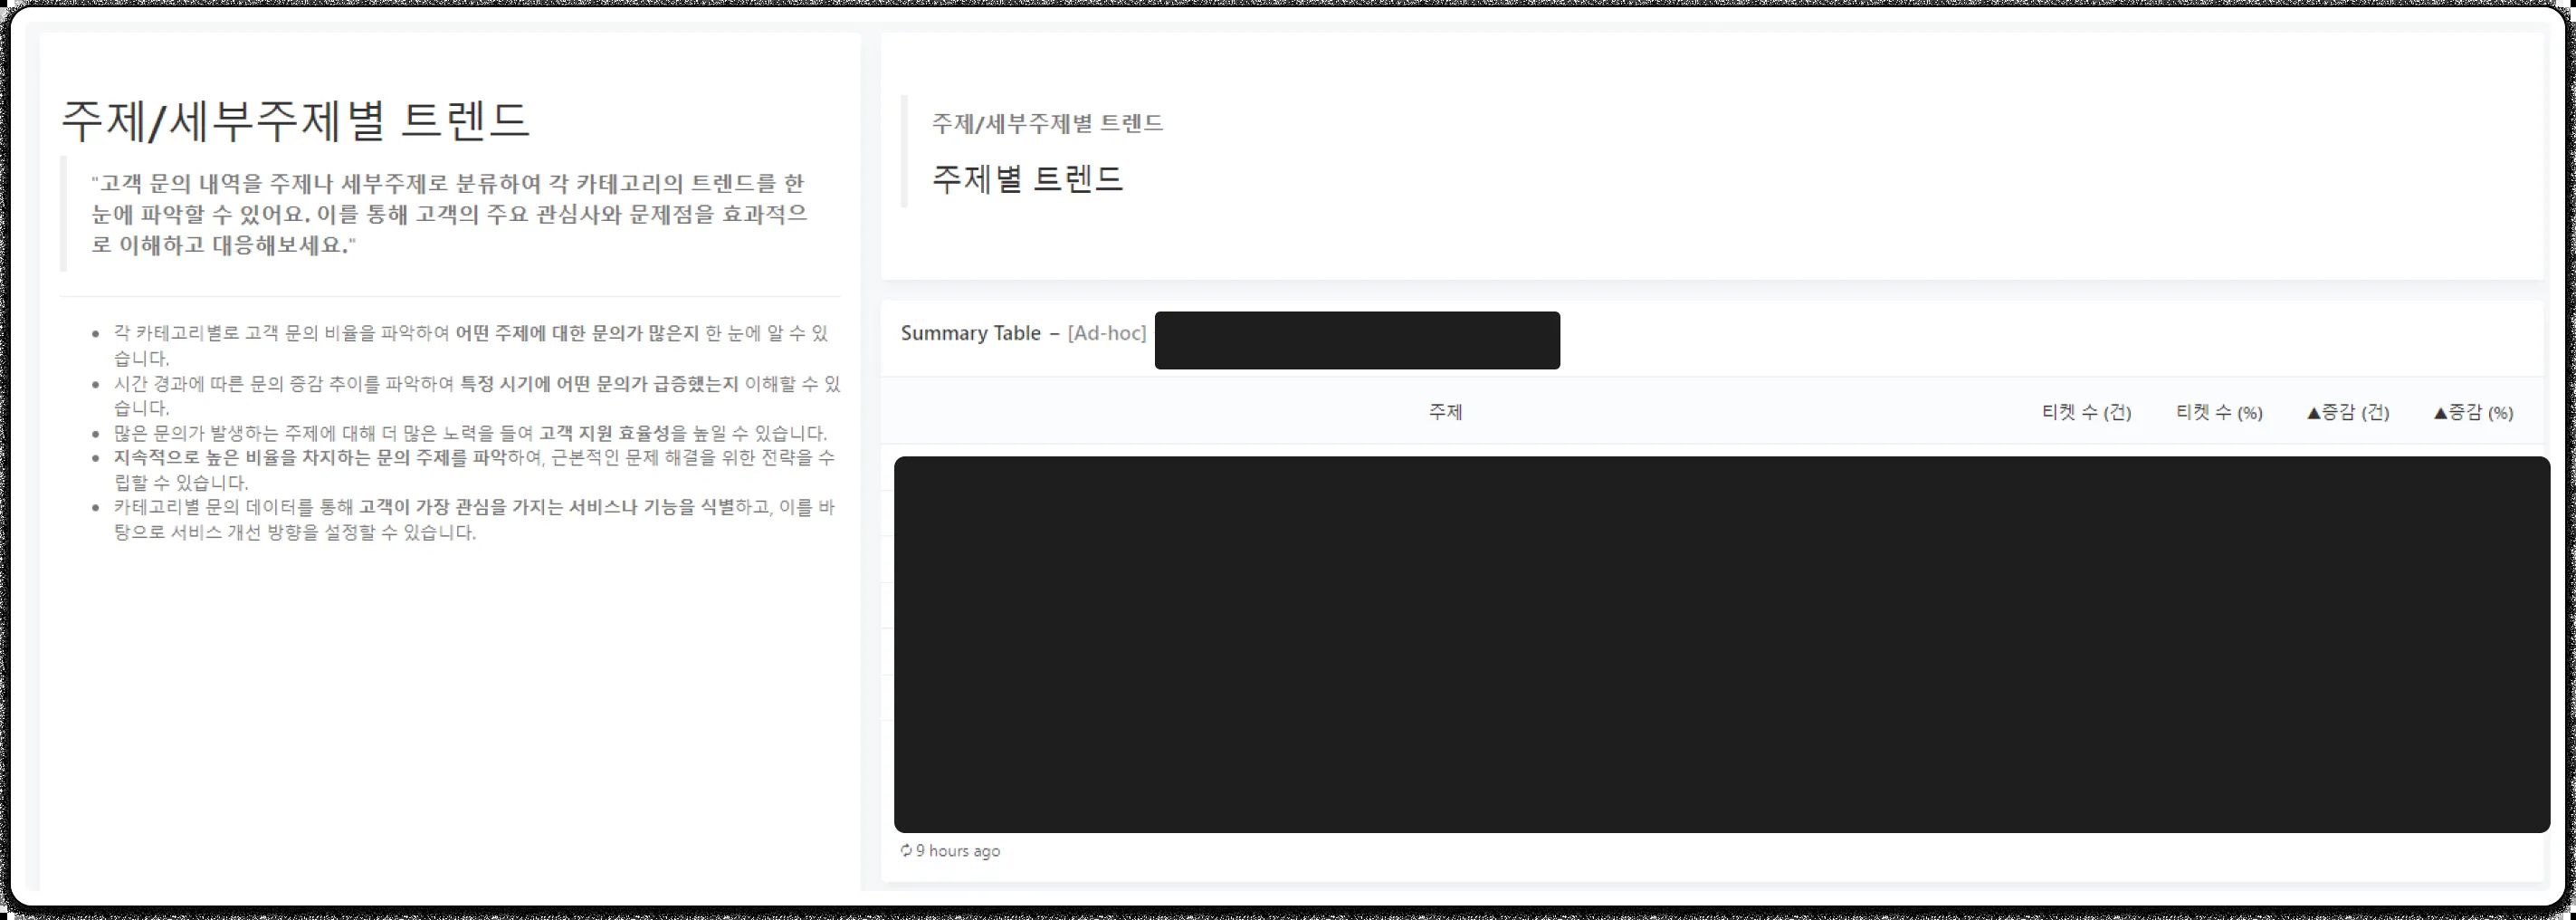 주제/세부주제별 트렌드
"고객 문의 내역을 주제나 세부주제로 분류하여 각 카테고리의 트렌드를 한
눈에 파악할 수 있어요. 이를 통해 고객의 주요 관심사와 문제점을 효과적으
로 이해하고 대응해보세요."
• 각 카테고리별로 고객 문의 비율을 파악하여 어떤 주제에 대한 문의가 많은지 한 눈에 알 수 있
습니다.
• 시간 경과에 따른 문의 증감 추이를 파악하여 특정 시기에 어떤 문의가 급증했는지 이해할 수 있
습니다.
• 많은 문의가 발생하는 주제에 대해 더 많은 노력을 들여 고객 지원 효율성을 높일 수 있습니다.
• 지속적으로 높은 비율을 차지하는 문의 주제를 파악하여, 근본적인 문제 해결을 위한 전략을 수
립할 수 있습니다.
• 카테고리별 문의 데이터를 통해 고객이 가장 관심을 가지는 서비스나 기능을 식별하고, 이를 바
탕으로 서비스 개선 방향을 설정할 수 있습니다.
주제/세부주제별 트렌드
주제별 트렌드
Summary Table – [Ad-hoc]
주제 티켓 수 (건) 티켓 수 (%) ▲증감 (건) ▲증감 (%)
9 hours ago